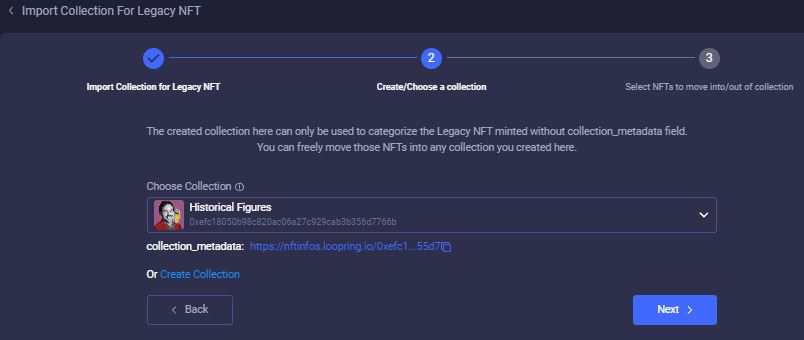 Import Collection For Legacy NFT
2
3
Import Collection for Legacy NFT
Create/Choose a collection
Select NFTs to move into/out of collection
The created collection here can only be used to categorize the Legacy NFT minted without collection_metadata field.
You can freely move those NFTs into any collection you created here.
Choose Collection
Historical Figures
0xefc18050b98c820ac06a27c929cab3b356d7766b
collection_metadata: https://nftinfos.loopring.io/0xefc1...55d7
Or Create Collection
Back
Next